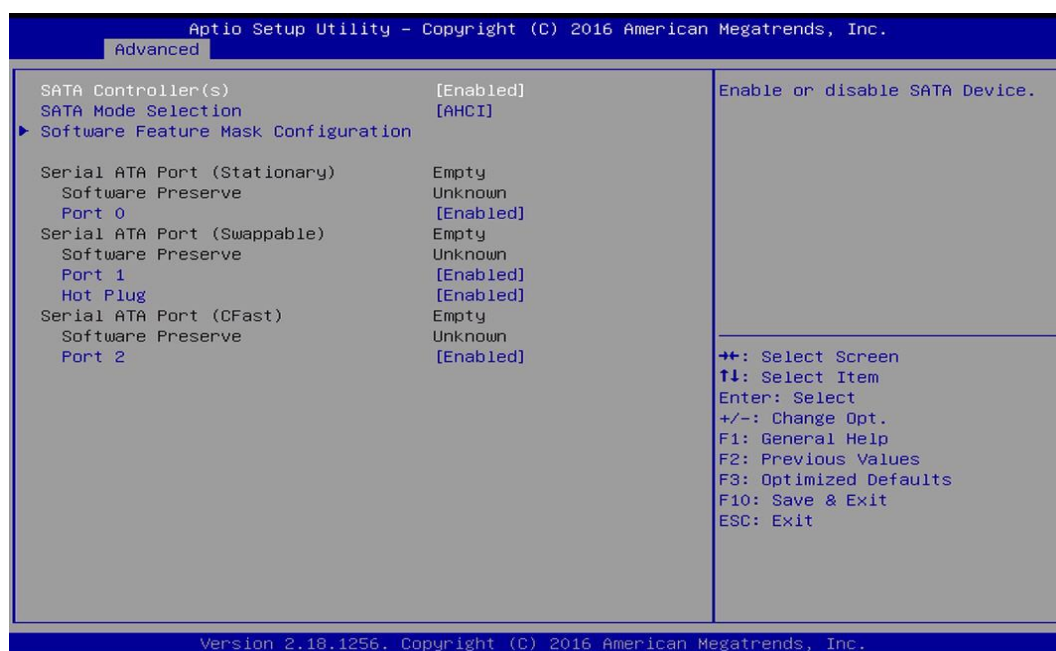 Aptio Setup Utility – Copyright (C) 2016 American Megatrends, Inc.
Advanced
SATA Controller(s) [Enabled]
SATA Mode Selection [AHCI]
Software Feature Mask Configuration
Serial ATA Port (Stationary) Empty
Software Preserve Unknown
Port 0 [Enabled]
Serial ATA Port (Swappable) Empty
Software Preserve Unknown
Port 1 [Enabled]
Hot Plug [Enabled]
Serial ATA Port (CFast) Empty
Software Preserve Unknown
Port 2 [Enabled]
Enable or disable SATA Device.
→←: Select Screen
↑↓: Select Item
Enter: Select
+/-: Change Opt.
F1: General Help
F2: Previous Values
F3: Optimized Defaults
F10: Save & Exit
ESC: Exit
Version 2.18.1256. Copyright (C) 2016 American Megatrends, Inc.